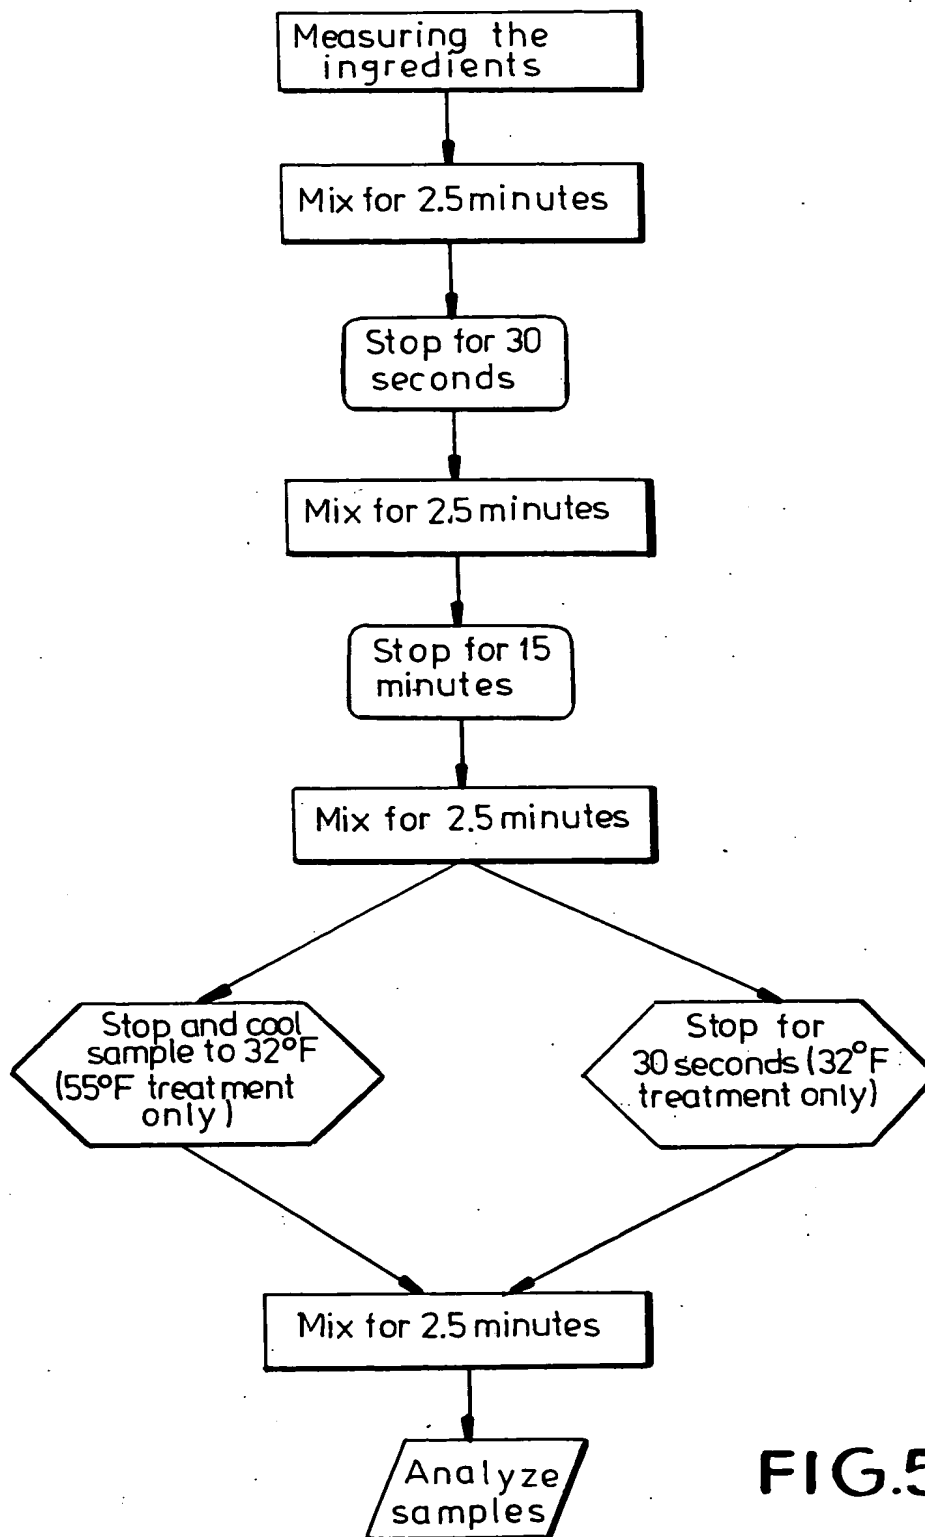 Measuring the
ingredients
Mix for 2.5 minutes
Stop for 30
seconds
Mix for 2.5 minutes
Stop for 15
minutes
Mix for 2.5 minutes
Stop and cool
sample to 32°F
(55°F treatment
only)
Stop for
30 seconds (32°F
treatment only)
Mix for 2.5 minutes
Analyze
samples
FIG.5